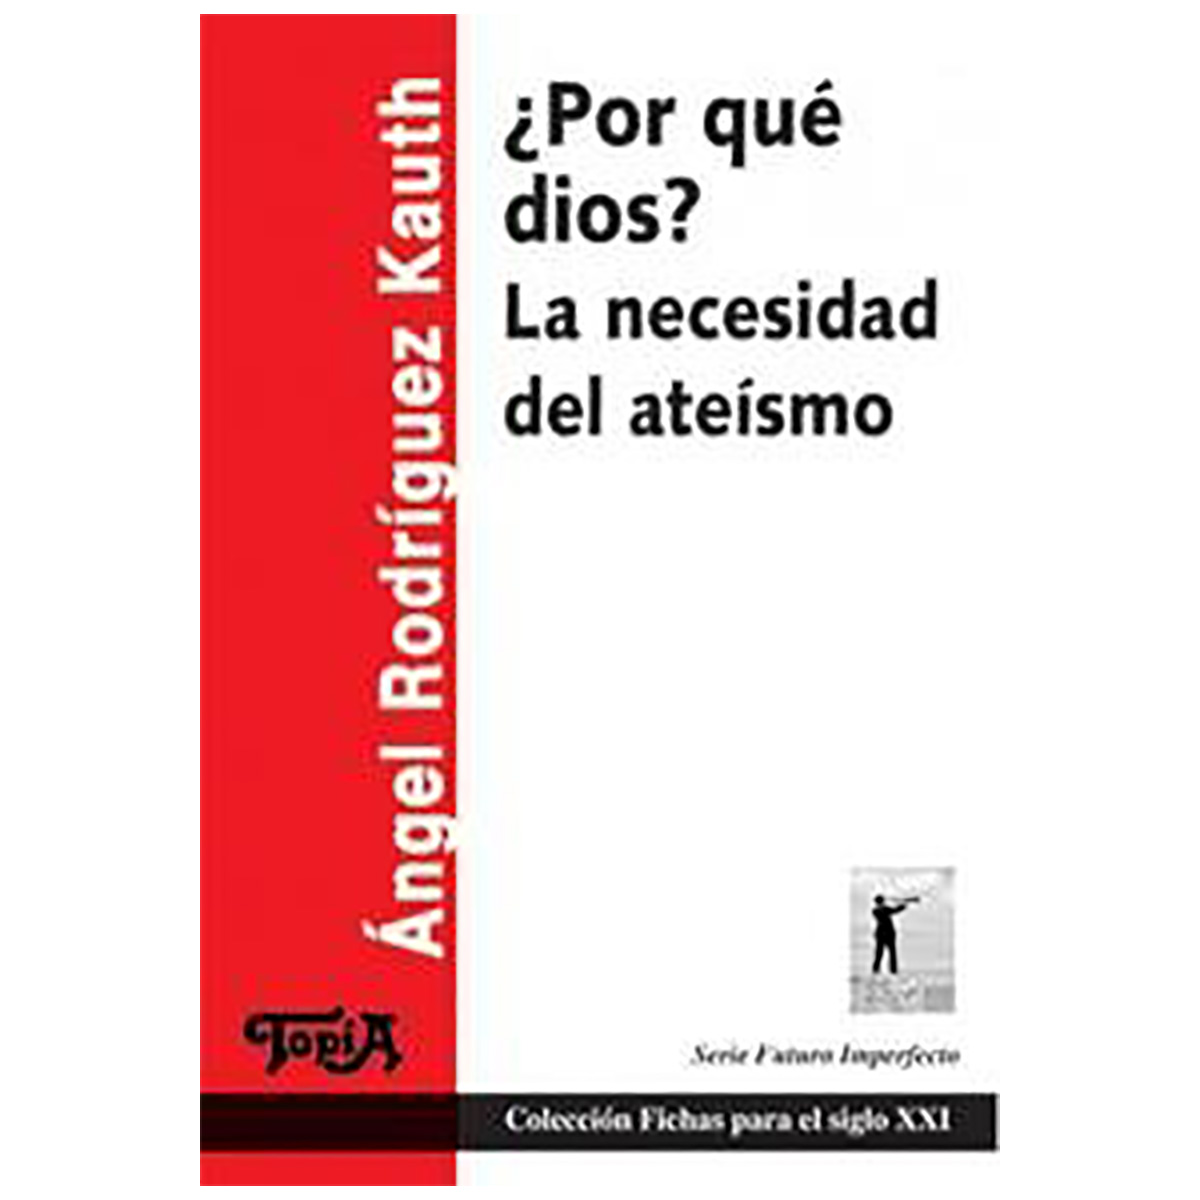 ¿Por qué
dios?
La necesidad
del ateísmo
Ángel Rodríguez Kauth
TopíA
Serie Futuro Imperfecto
Colección Fichas para el siglo XXI